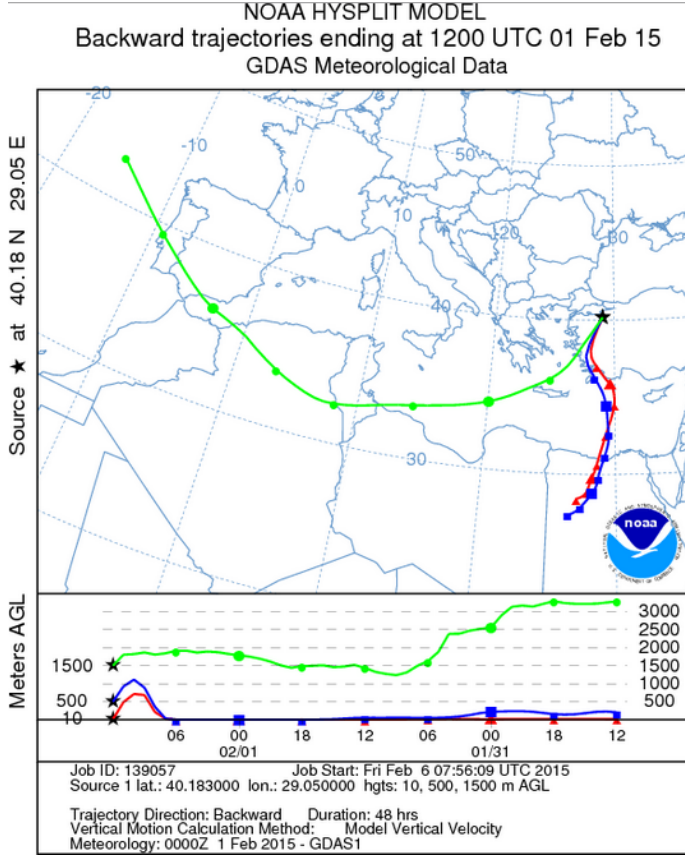 NOAA HYSPLIT MODEL
Backward trajectories ending at 1200 UTC 01 Feb 15
GDAS Meteorological Data
Source ★ at 40.18 N 29.05 E
-20
-10
0
10
20
30
50
40
30
noaa
Meters AGL
1500
500
10
3000
2500
2000
1500
1000
500
06 00 18 12 06 00 18 12
02/01 01/31
Job ID: 139057 Job Start: Fri Feb 6 07:56:09 UTC 2015
Source 1 lat.: 40.183000 lon.: 29.050000 hgts: 10, 500, 1500 m AGL
Trajectory Direction: Backward Duration: 48 hrs
Vertical Motion Calculation Method: Model Vertical Velocity
Meteorology: 0000Z 1 Feb 2015 - GDAS1